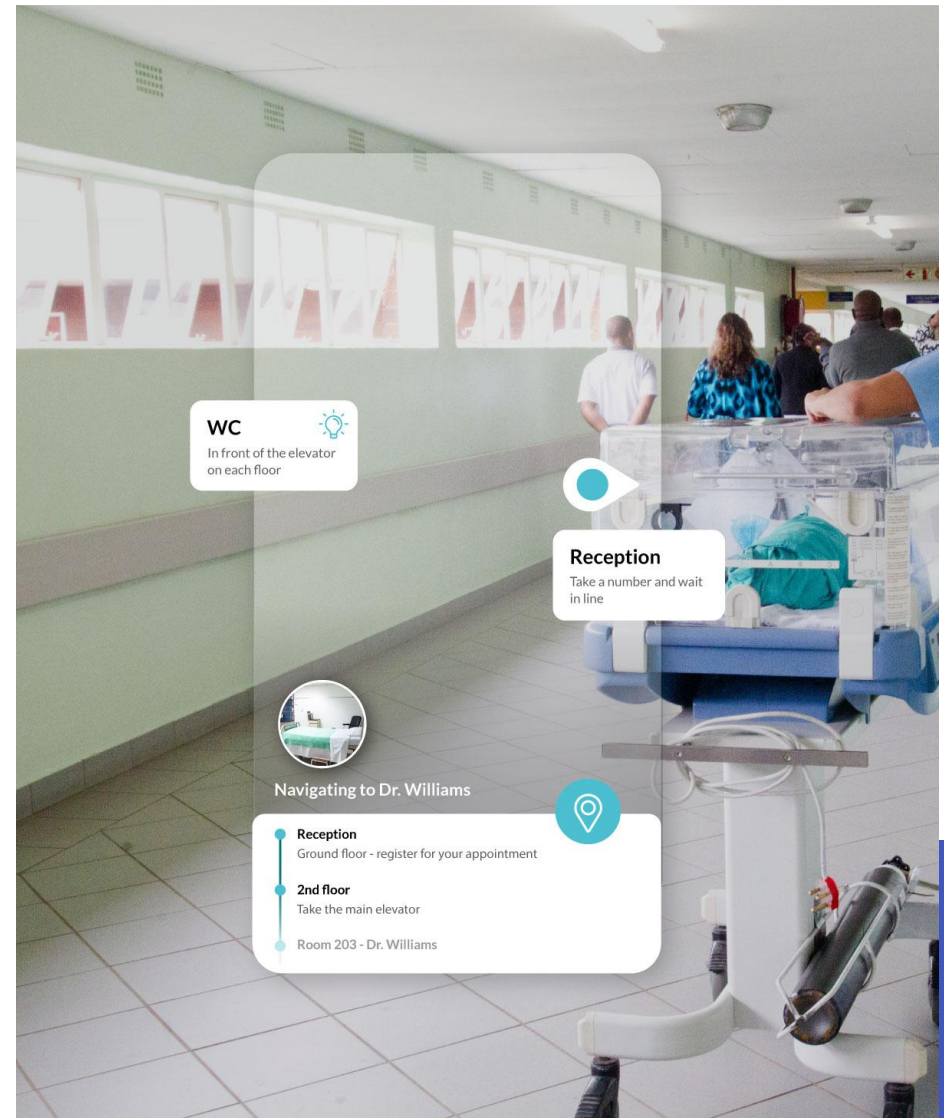 WC
In front of the elevator
on each floor
Reception
Take a number and wait
in line
Navigating to Dr. Williams
Reception
Ground floor - register for your appointment
2nd floor
Take the main elevator
Room 203 - Dr. Williams